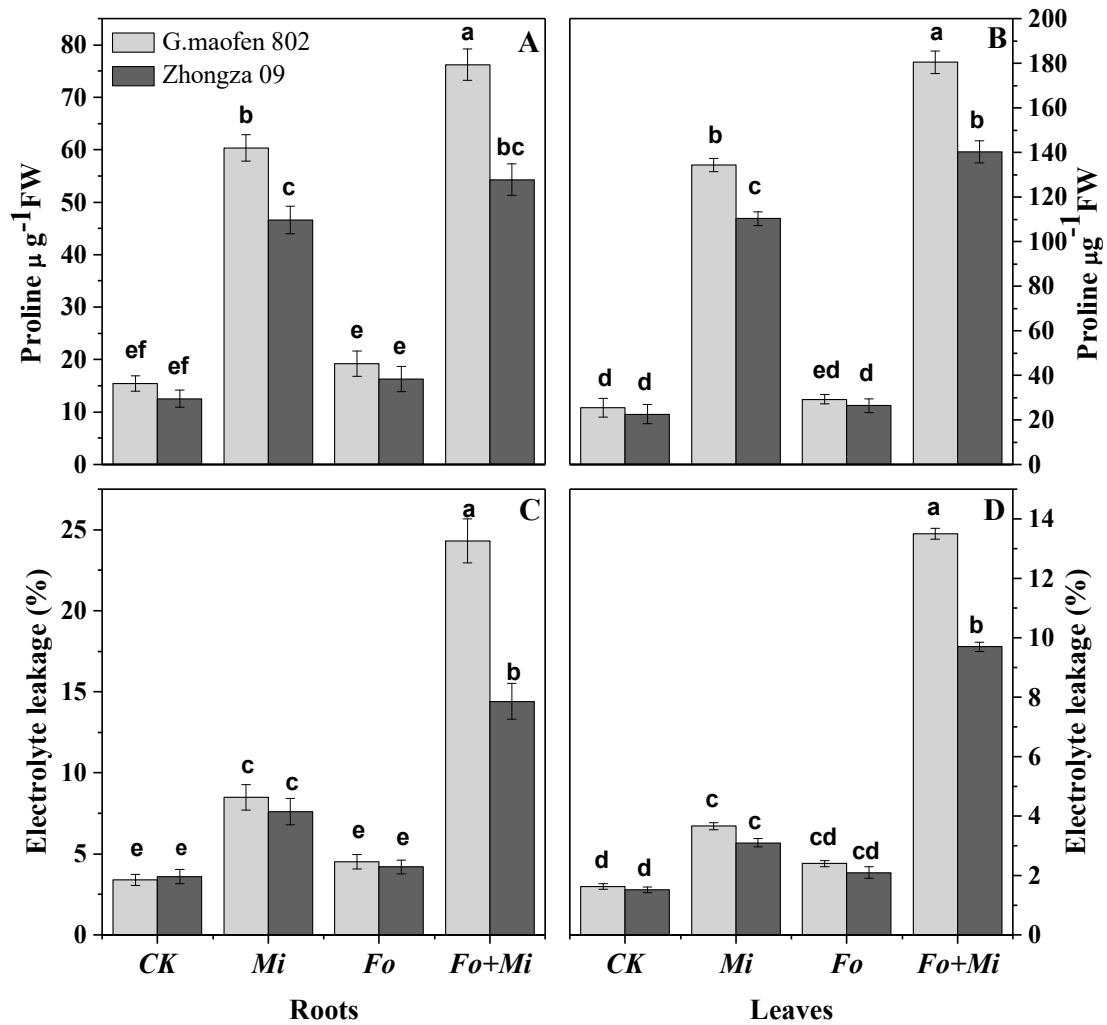 G.maofen 802
Zhongza 09
A
80
70
60
50
40
30
20
10
0
Proline µ g-1FW
ef
ef
b
c
e
e
a
bc
B
200
180
160
140
120
100
80
60
40
20
0
Proline µg-1FW
d
d
b
c
ed
d
a
b
C
25
20
15
10
5
0
Electrolyte leakage (%)
e
e
c
c
e
e
a
b
D
14
12
10
8
6
4
2
0
Electrolyte leakage (%)
d
d
c
c
cd
cd
a
b
CK Mi Fo Fo+Mi
CK Mi Fo Fo+Mi
Roots
Leaves